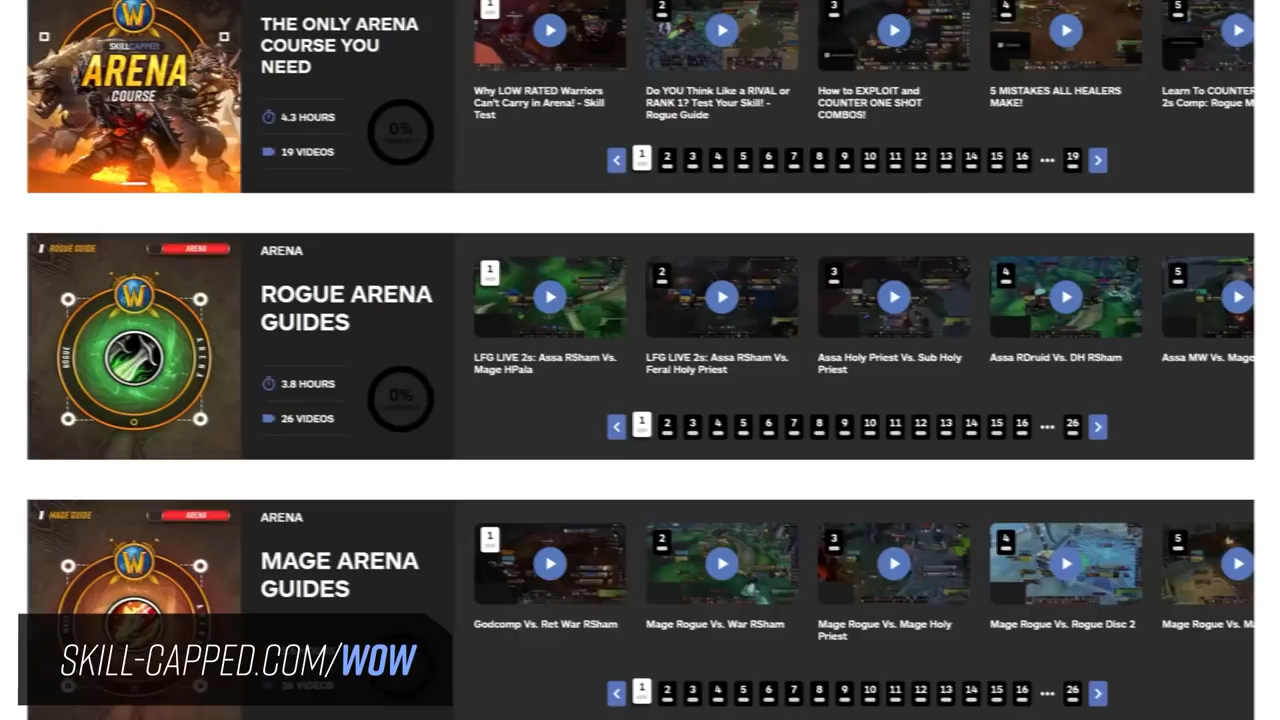 SKILLCAPPED
ARENA
COURSE
THE ONLY ARENA
COURSE YOU
NEED
4.3 HOURS
19 VIDEOS
0%
1
2
3
4
5
Why LOW RATED Warriors
Can't Carry in Arena! - Skill
Test
Do YOU Think Like a RIVAL or
RANK 1? Test Your Skill! -
Rogue Guide
How to EXPLOIT and
COUNTER ONE SHOT
COMBOS!
5 MISTAKES ALL HEALERS
MAKE!
Learn To COUNTER
2s Comp: Rogue M
1 2 3 4 5 6 7 8 9 10 11 12 13 14 15 16 ••• 19
ROGUE GUIDE
ARENA
W
ROGUE
ARENA
ARENA
ROGUE ARENA
GUIDES
3.8 HOURS
26 VIDEOS
0%
1
2
3
4
5
LFG LIVE 2s: Assa RSham Vs.
Mage HPala
LFG LIVE 2s: Assa RSham Vs.
Feral Holy Priest
Assa Holy Priest Vs. Sub Holy
Priest
Assa RDruid Vs. DH RSham
Assa MW Vs. Mage
1 2 3 4 5 6 7 8 9 10 11 12 13 14 15 16 ••• 26
MAGE GUIDE
ARENA
W
ARENA
MAGE ARENA
GUIDES
1
2
3
4
5
Godcomp Vs. Ret War RSham
Mage Rogue Vs. War RSham
Mage Rogue Vs. Mage Holy
Priest
Mage Rogue Vs. Rogue Disc 2
Mage Rogue Vs. Ma
1 2 3 4 5 6 7 8 9 10 11 12 13 14 15 16 ••• 26
SKILL-CAPPED.COM/WOW